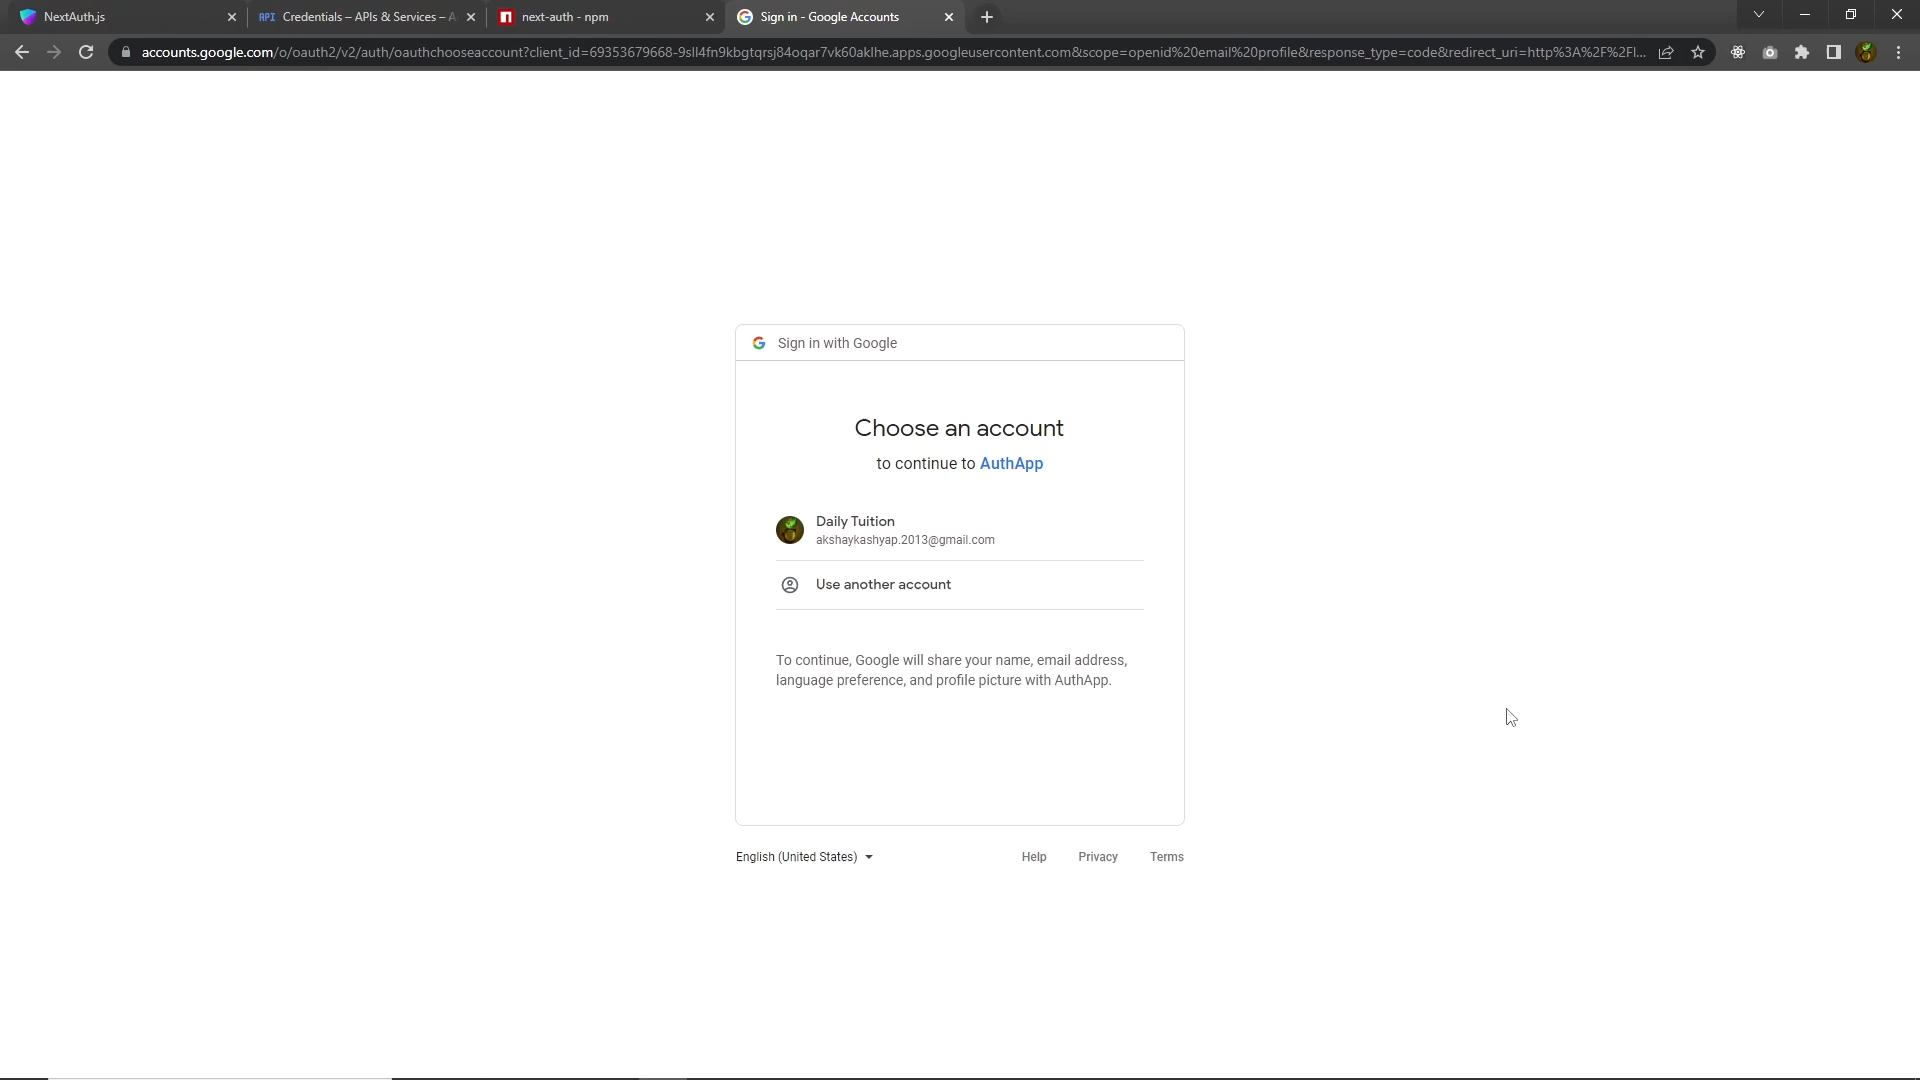 NextAuth.js
API Credentials – APIs & Services – A
next-auth - npm
Sign in - Google Accounts
accounts.google.com/o/oauth2/v2/auth/oauthchooseaccount?client_id=69353679668-9sll4fn9kbgtqrsj84oqar7vk60aklhe.apps.googleusercontent.com&scope=openid%20email%20profile&response_type=code&redirect_uri=http%3A%2F%2Fl...
Sign in with Google
Choose an account
to continue to AuthApp
Daily Tuition
akshaykashyap.2013@gmail.com
Use another account
To continue, Google will share your name, email address,
language preference, and profile picture with AuthApp.
English (United States)
Help Privacy Terms